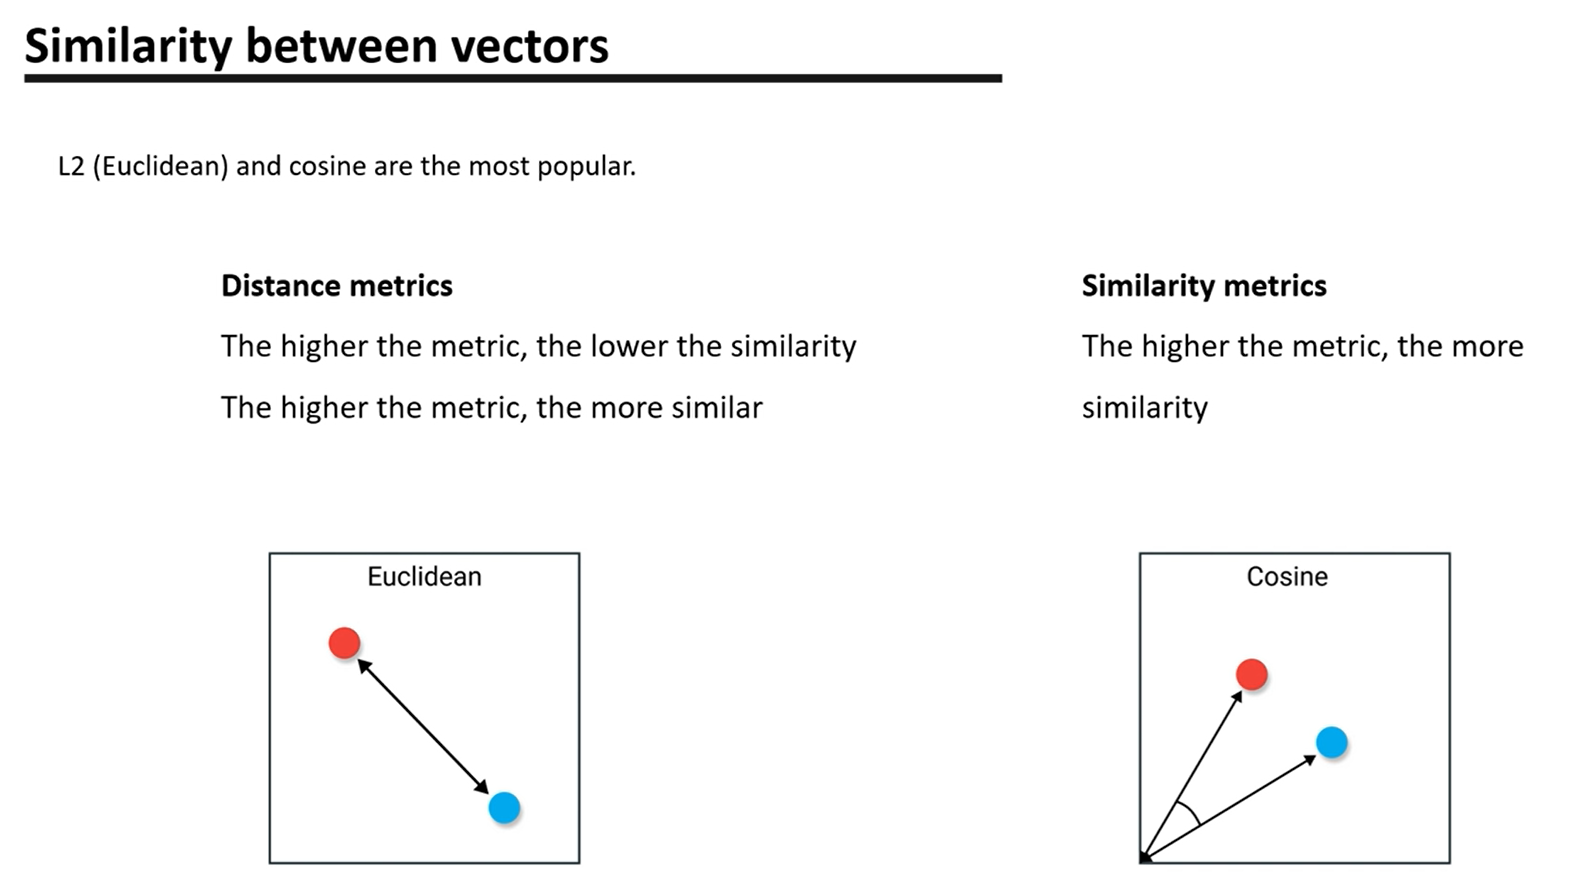 Similarity between vectors
L2 (Euclidean) and cosine are the most popular.
Distance metrics
The higher the metric, the lower the similarity
The higher the metric, the more similar
Similarity metrics
The higher the metric, the more
similarity
Euclidean
Cosine